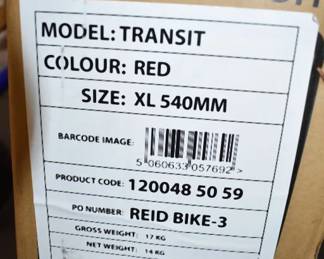 MODEL: TRANSIT
COLOUR: RED
SIZE: XL 540MM
BARCODE IMAGE:
5 060633 057692 >
PRODUCT CODE: 120048 50 59
PO NUMBER: REID BIKE-3
GROSS WEIGHT: 17 KG
NET WEIGHT: 14 KG